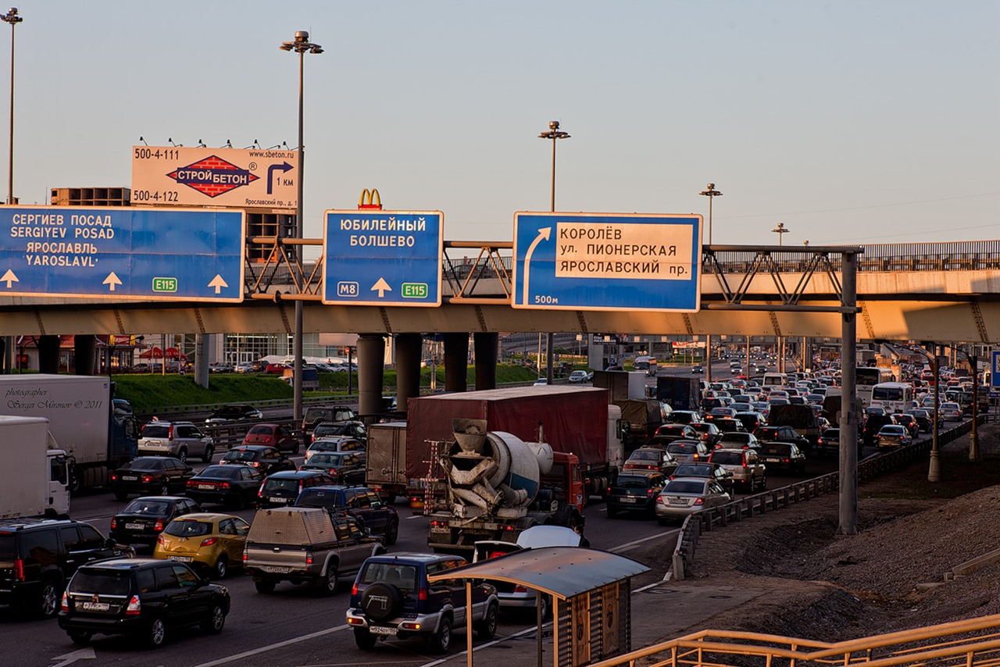 500-4-111
www.sbeton.ru
СТРОЙБЕТОН
®
1 км
500-4-122
Ярославский пр., д. 1
СЕРГИЕВ ПОСАД
SERGIYEV POSAD
ЯРОСЛАВЛЬ
YAROSLAVL'
E115
ЮБИЛЕЙНЫЙ
БОЛШЕВО
M8
E115
КОРОЛЁВ
ул. ПИОНЕРСКАЯ
ЯРОСЛАВСКИЙ пр.
500м
photographer
Sergei Mironov © 2011